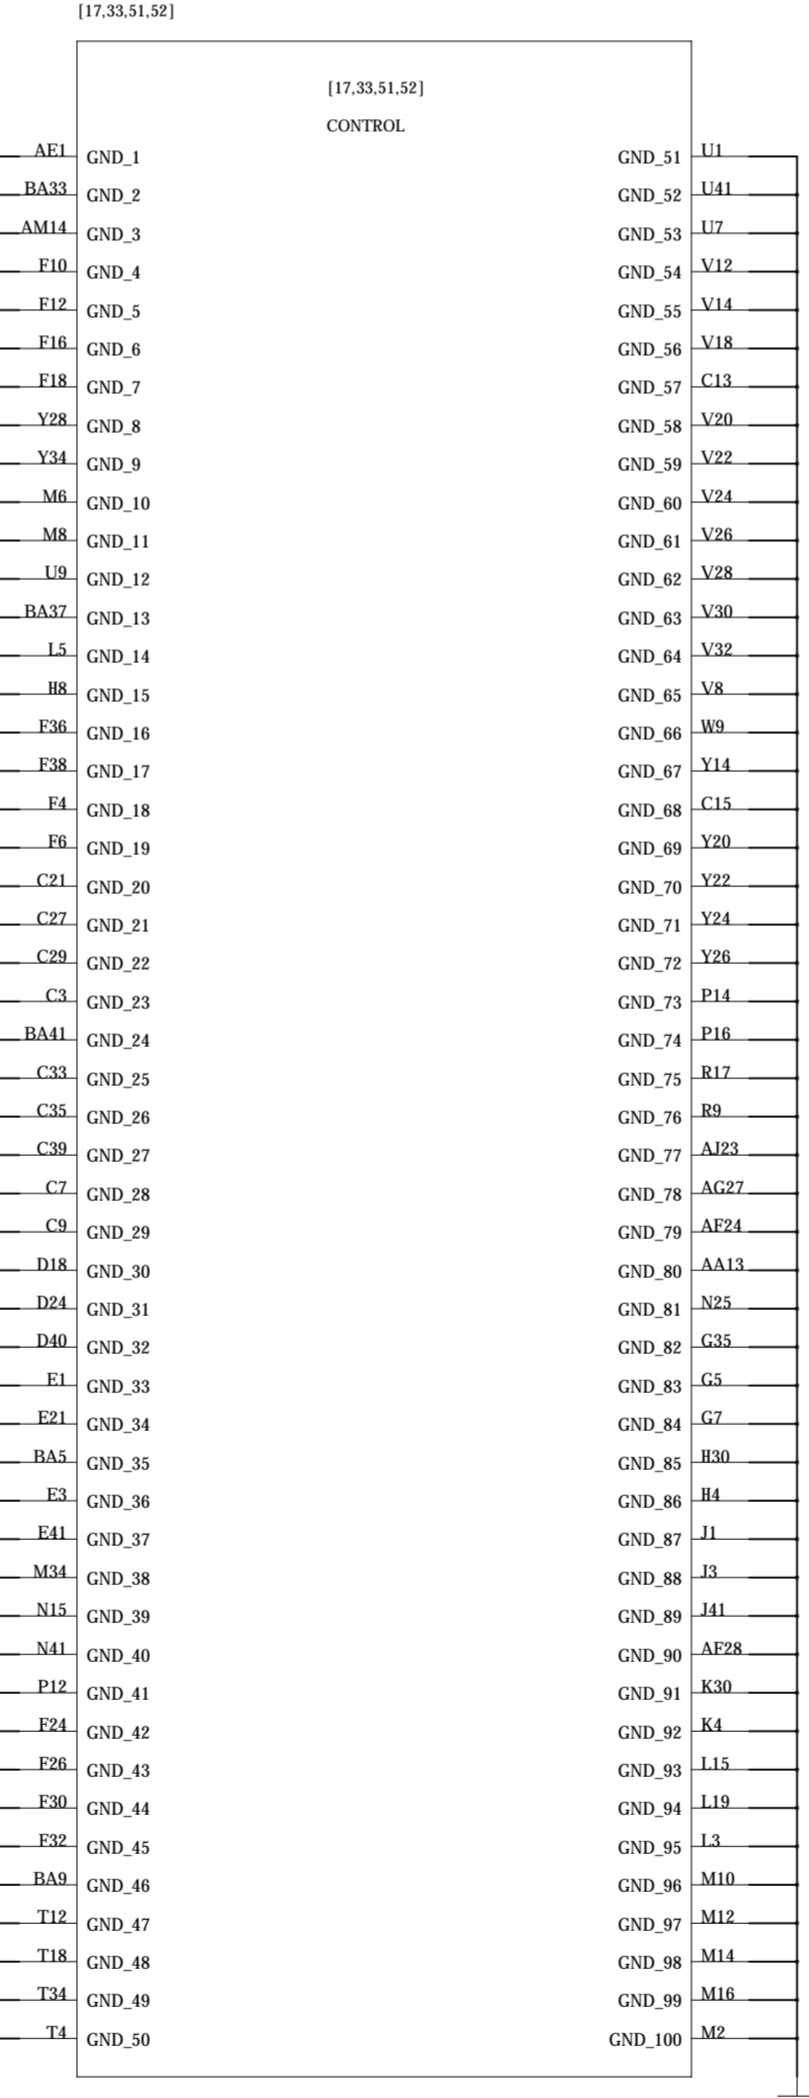 [17,33,51,52]
[17,33,51,52]
CONTROL
AE1 GND_1 GND_51 U1
BA33 GND_2 GND_52 U41
AM14 GND_3 GND_53 U7
F10 GND_4 GND_54 V12
F12 GND_5 GND_55 V14
F16 GND_6 GND_56 V18
F18 GND_7 GND_57 C13
Y28 GND_8 GND_58 V20
Y34 GND_9 GND_59 V22
M6 GND_10 GND_60 V24
M8 GND_11 GND_61 V26
U9 GND_12 GND_62 V28
BA37 GND_13 GND_63 V30
L5 GND_14 GND_64 V32
H8 GND_15 GND_65 V8
F36 GND_16 GND_66 W9
F38 GND_17 GND_67 Y14
F4 GND_18 GND_68 C15
F6 GND_19 GND_69 Y20
C21 GND_20 GND_70 Y22
C27 GND_21 GND_71 Y24
C29 GND_22 GND_72 Y26
C3 GND_23 GND_73 P14
BA41 GND_24 GND_74 P16
C33 GND_25 GND_75 R17
C35 GND_26 GND_76 R9
C39 GND_27 GND_77 AJ23
C7 GND_28 GND_78 AG27
C9 GND_29 GND_79 AF24
D18 GND_30 GND_80 AA13
D24 GND_31 GND_81 N25
D40 GND_32 GND_82 G35
E1 GND_33 GND_83 G5
E21 GND_34 GND_84 G7
BA5 GND_35 GND_85 H30
E3 GND_36 GND_86 H4
E41 GND_37 GND_87 J1
M34 GND_38 GND_88 J3
N15 GND_39 GND_89 J41
N41 GND_40 GND_90 AF28
P12 GND_41 GND_91 K30
F24 GND_42 GND_92 K4
F26 GND_43 GND_93 L15
F30 GND_44 GND_94 L19
F32 GND_45 GND_95 L3
BA9 GND_46 GND_96 M10
T12 GND_47 GND_97 M12
T18 GND_48 GND_98 M14
T34 GND_49 GND_99 M16
T4 GND_50 GND_100 M2